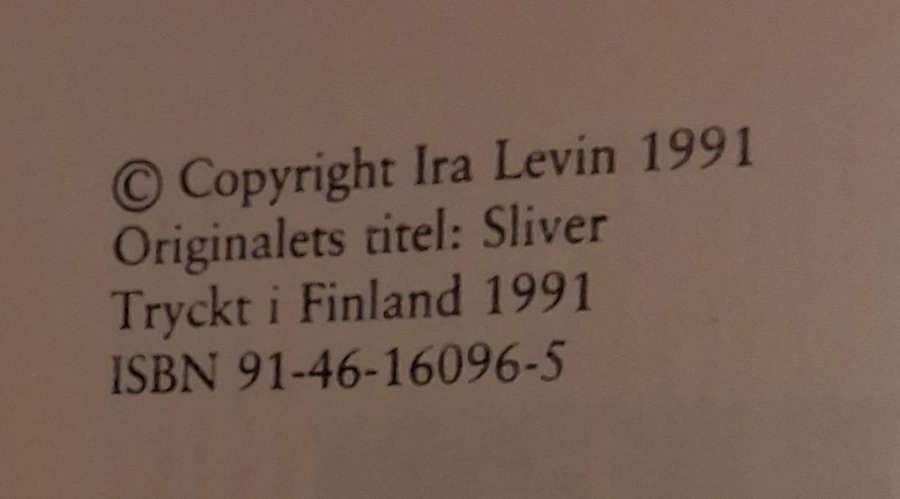 © Copyright Ira Levin 1991
Originalets titel: Sliver
Tryckt i Finland 1991
ISBN 91-46-16096-5